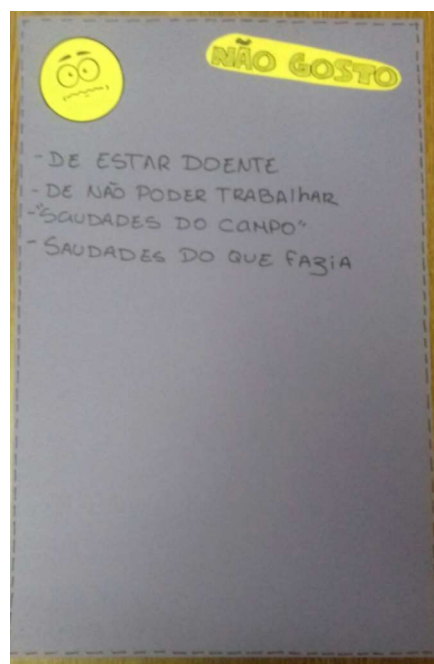 NÃO GOSTO
- DE ESTAR DOENTE
- DE NÃO PODER TRABAlhAR
- "SAUDADES DO CAMPO"
- SAUDADES DO QUE FAZIA